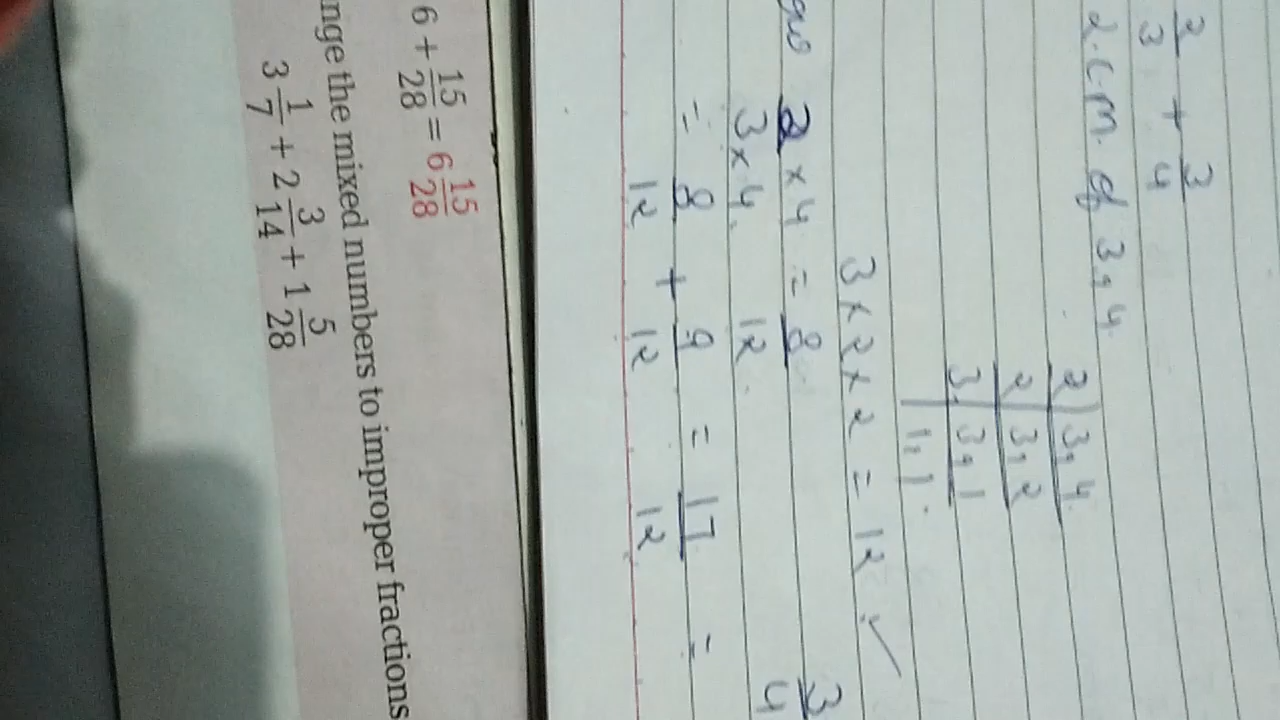 2/3 + 3/4
L.C.M. of 3, 4.
2 | 3, 4
2 | 3, 2
3 | 3, 1
1, 1.
3 × 2 × 2 = 12 ✓
2 × 4 = 8 3
3 × 4. 12. 4
= 8/12 + 9/12 = 17/12 =
6 + 15/28 = 6 15/28
nge the mixed numbers to improper fractions
3 1/7 + 2 3/14 + 1 5/28